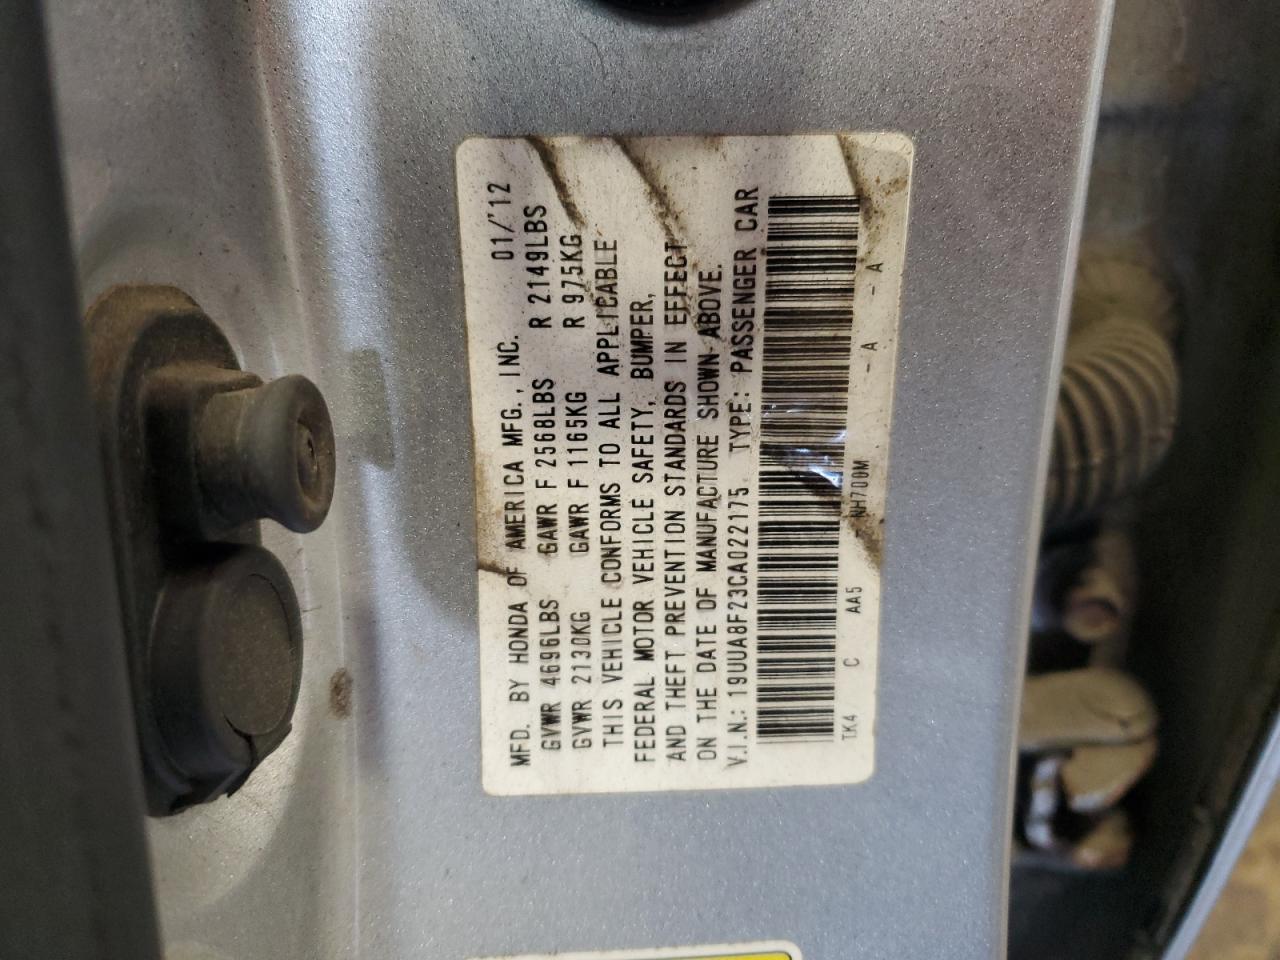 MFD. BY HONDA OF AMERICA MFG., INC. 01/'12
GVWR 4696LBS GAWR F 2568LBS R 2149LBS
GVWR 2130KG GAWR F 1165KG R 975KG
THIS VEHICLE CONFORMS TO ALL APPLICABLE
FEDERAL MOTOR VEHICLE SAFETY, BUMPER,
AND THEFT PREVENTION STANDARDS IN EFFECT
ON THE DATE OF MANUFACTURE SHOWN ABOVE.
V.I.N.: 19UUA8F23CA022175 TYPE: PASSENGER CAR
TK4 C AA5 NH700M - A - A